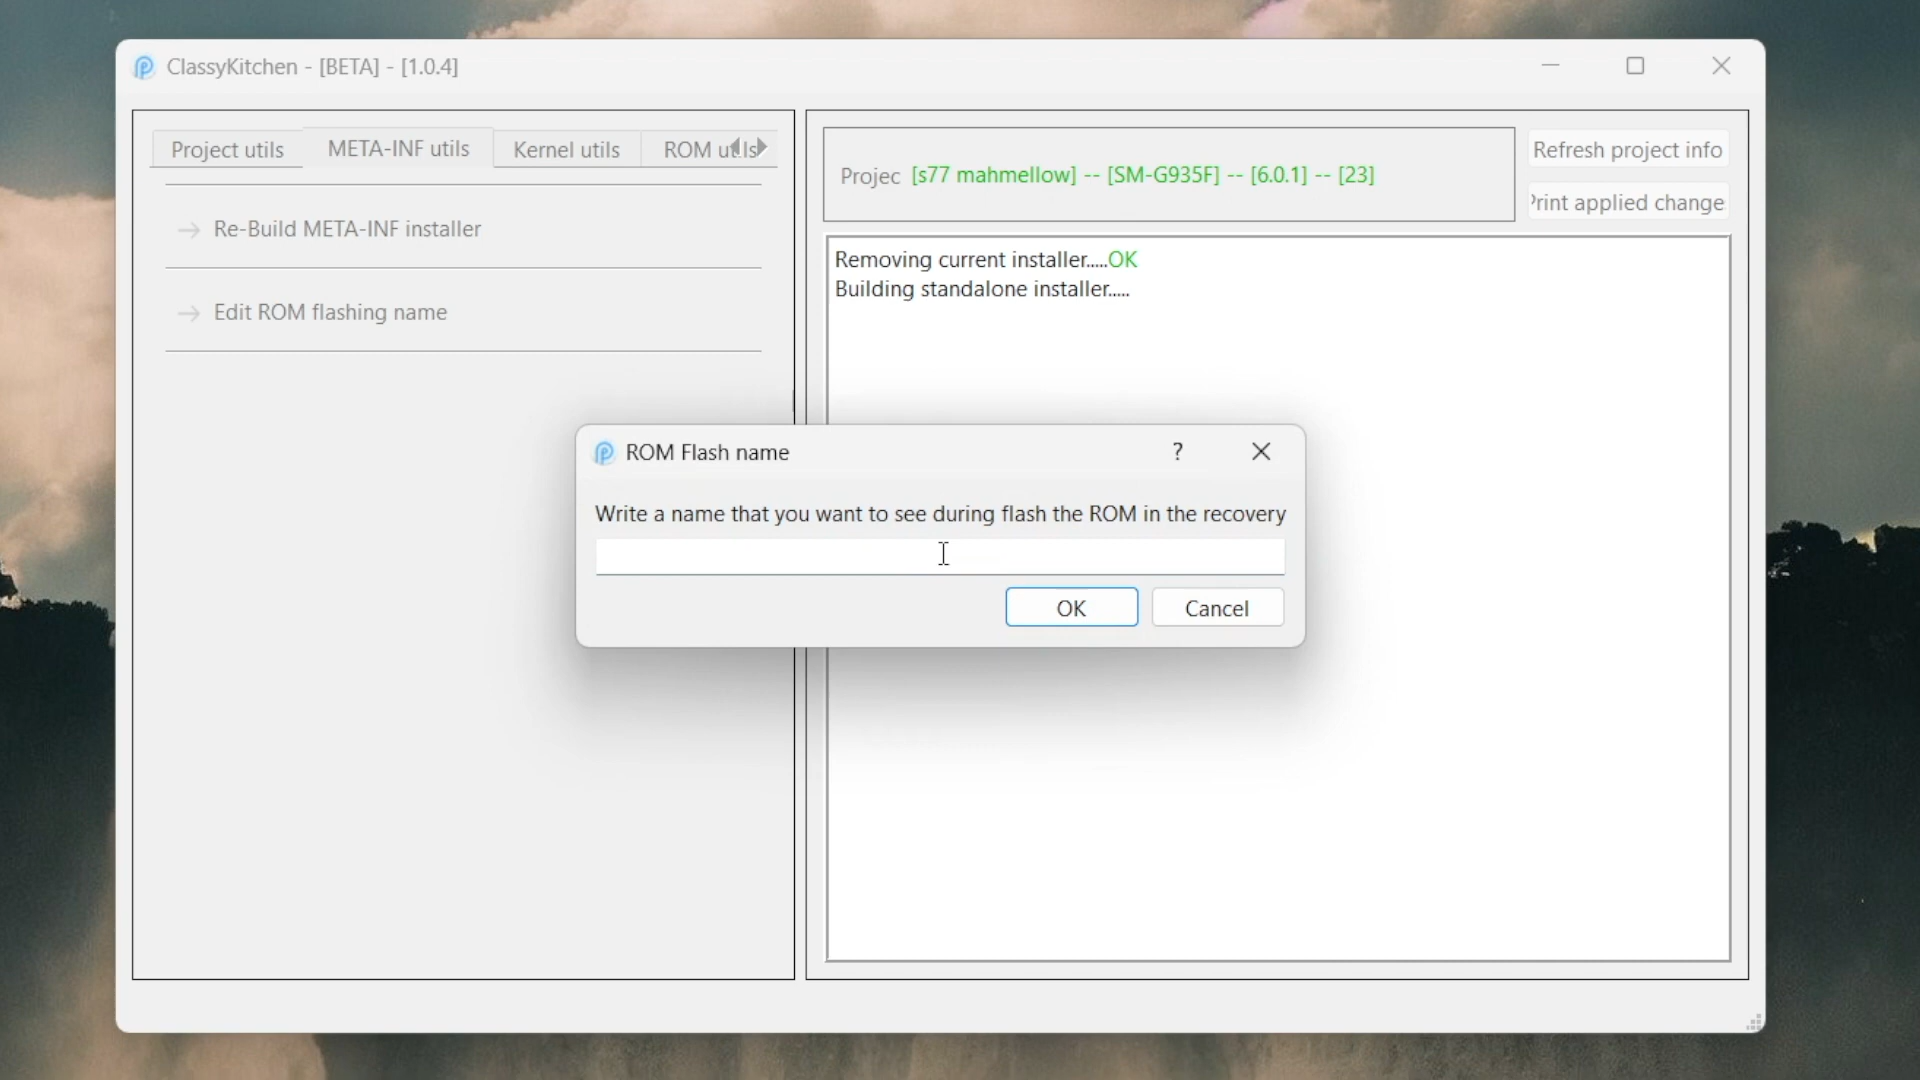 ClassyKitchen - [BETA] - [1.0.4]
Project utils
META-INF utils
Kernel utils
ROM utils
Re-Build META-INF installer
Edit ROM flashing name
Projec [s77 mahmellow] -- [SM-G935F] -- [6.0.1] -- [23]
Refresh project info
Print applied change
Removing current installer.....OK
Building standalone installer.....
ROM Flash name
?
Write a name that you want to see during flash the ROM in the recovery
OK
Cancel